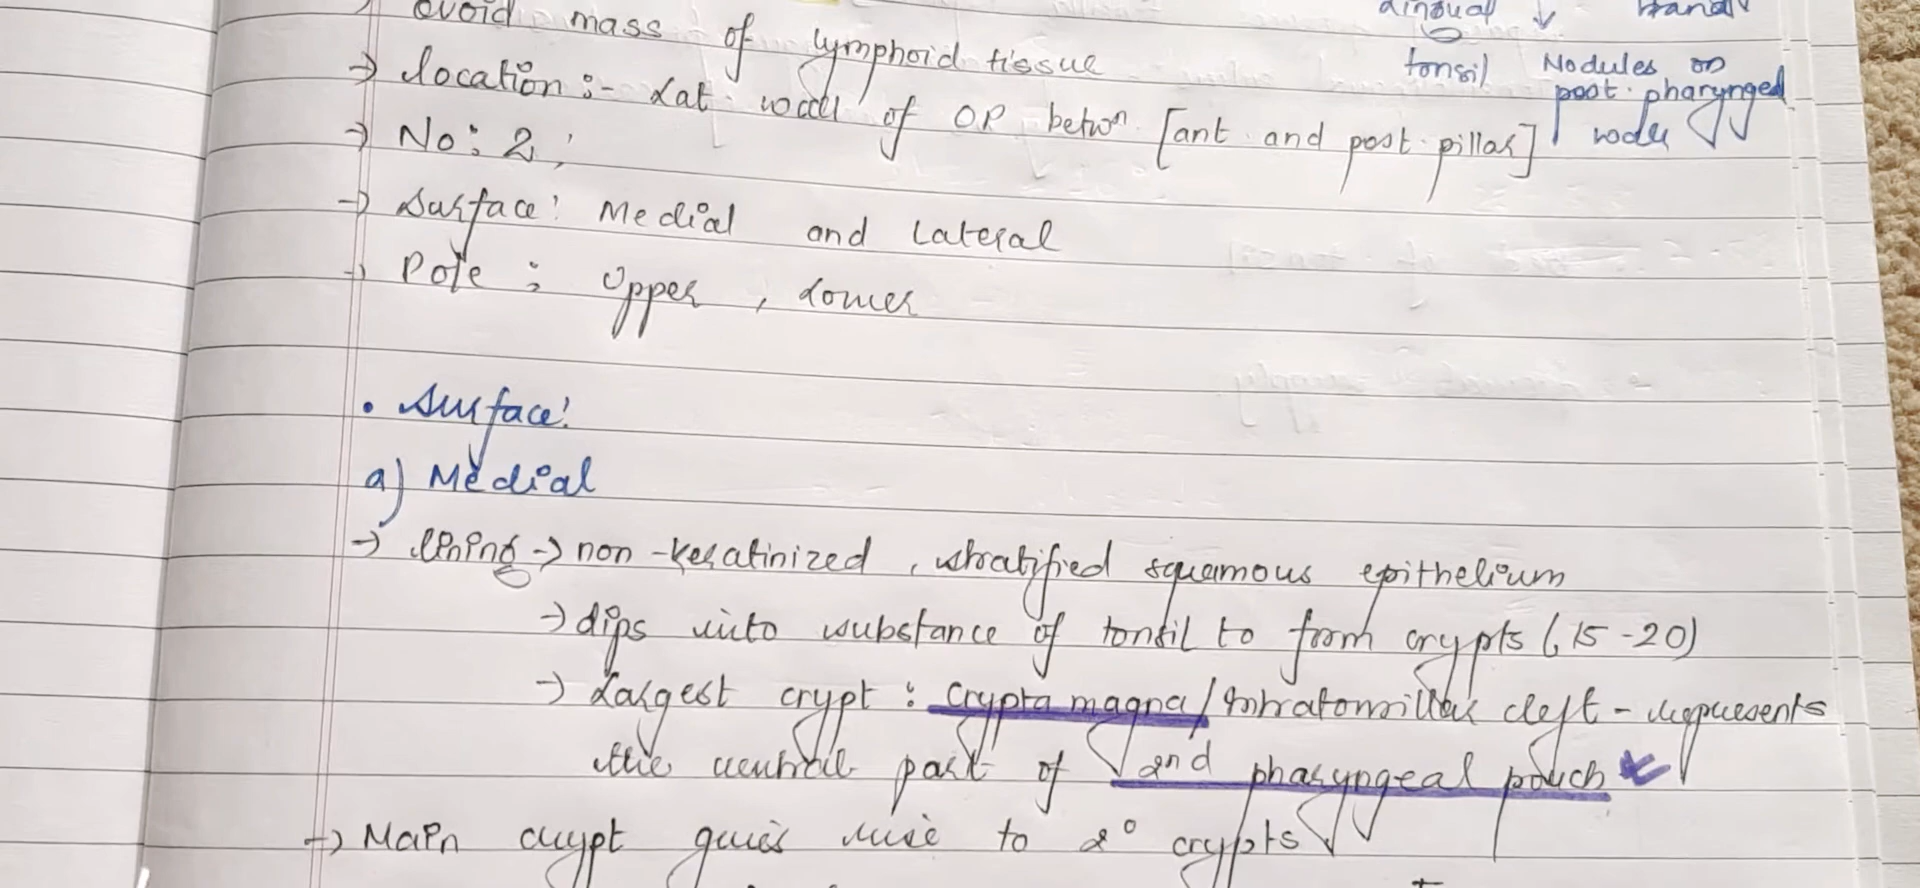 ovoid mass of lymphoid tissue
lingual ↓
tonsil Nodules on
post. pharyngeal
→ location :- Lat. wall of OP betwn [ant and post. pillar]
→ No: 2,
→ Surface: Medial and Lateral
→ Pole : Upper, Lower
• Surface:
a) Medial
→ lining → non-keratinized, stratified squamous epithelium
→ dips into substance of tonsil to from crypts (15-20)
→ Largest crypt : Crypta magna/Intratonsillar cleft - represents
the ventral part of 2nd pharyngeal pouch
→ Main crypt gives rise to 2° crypts